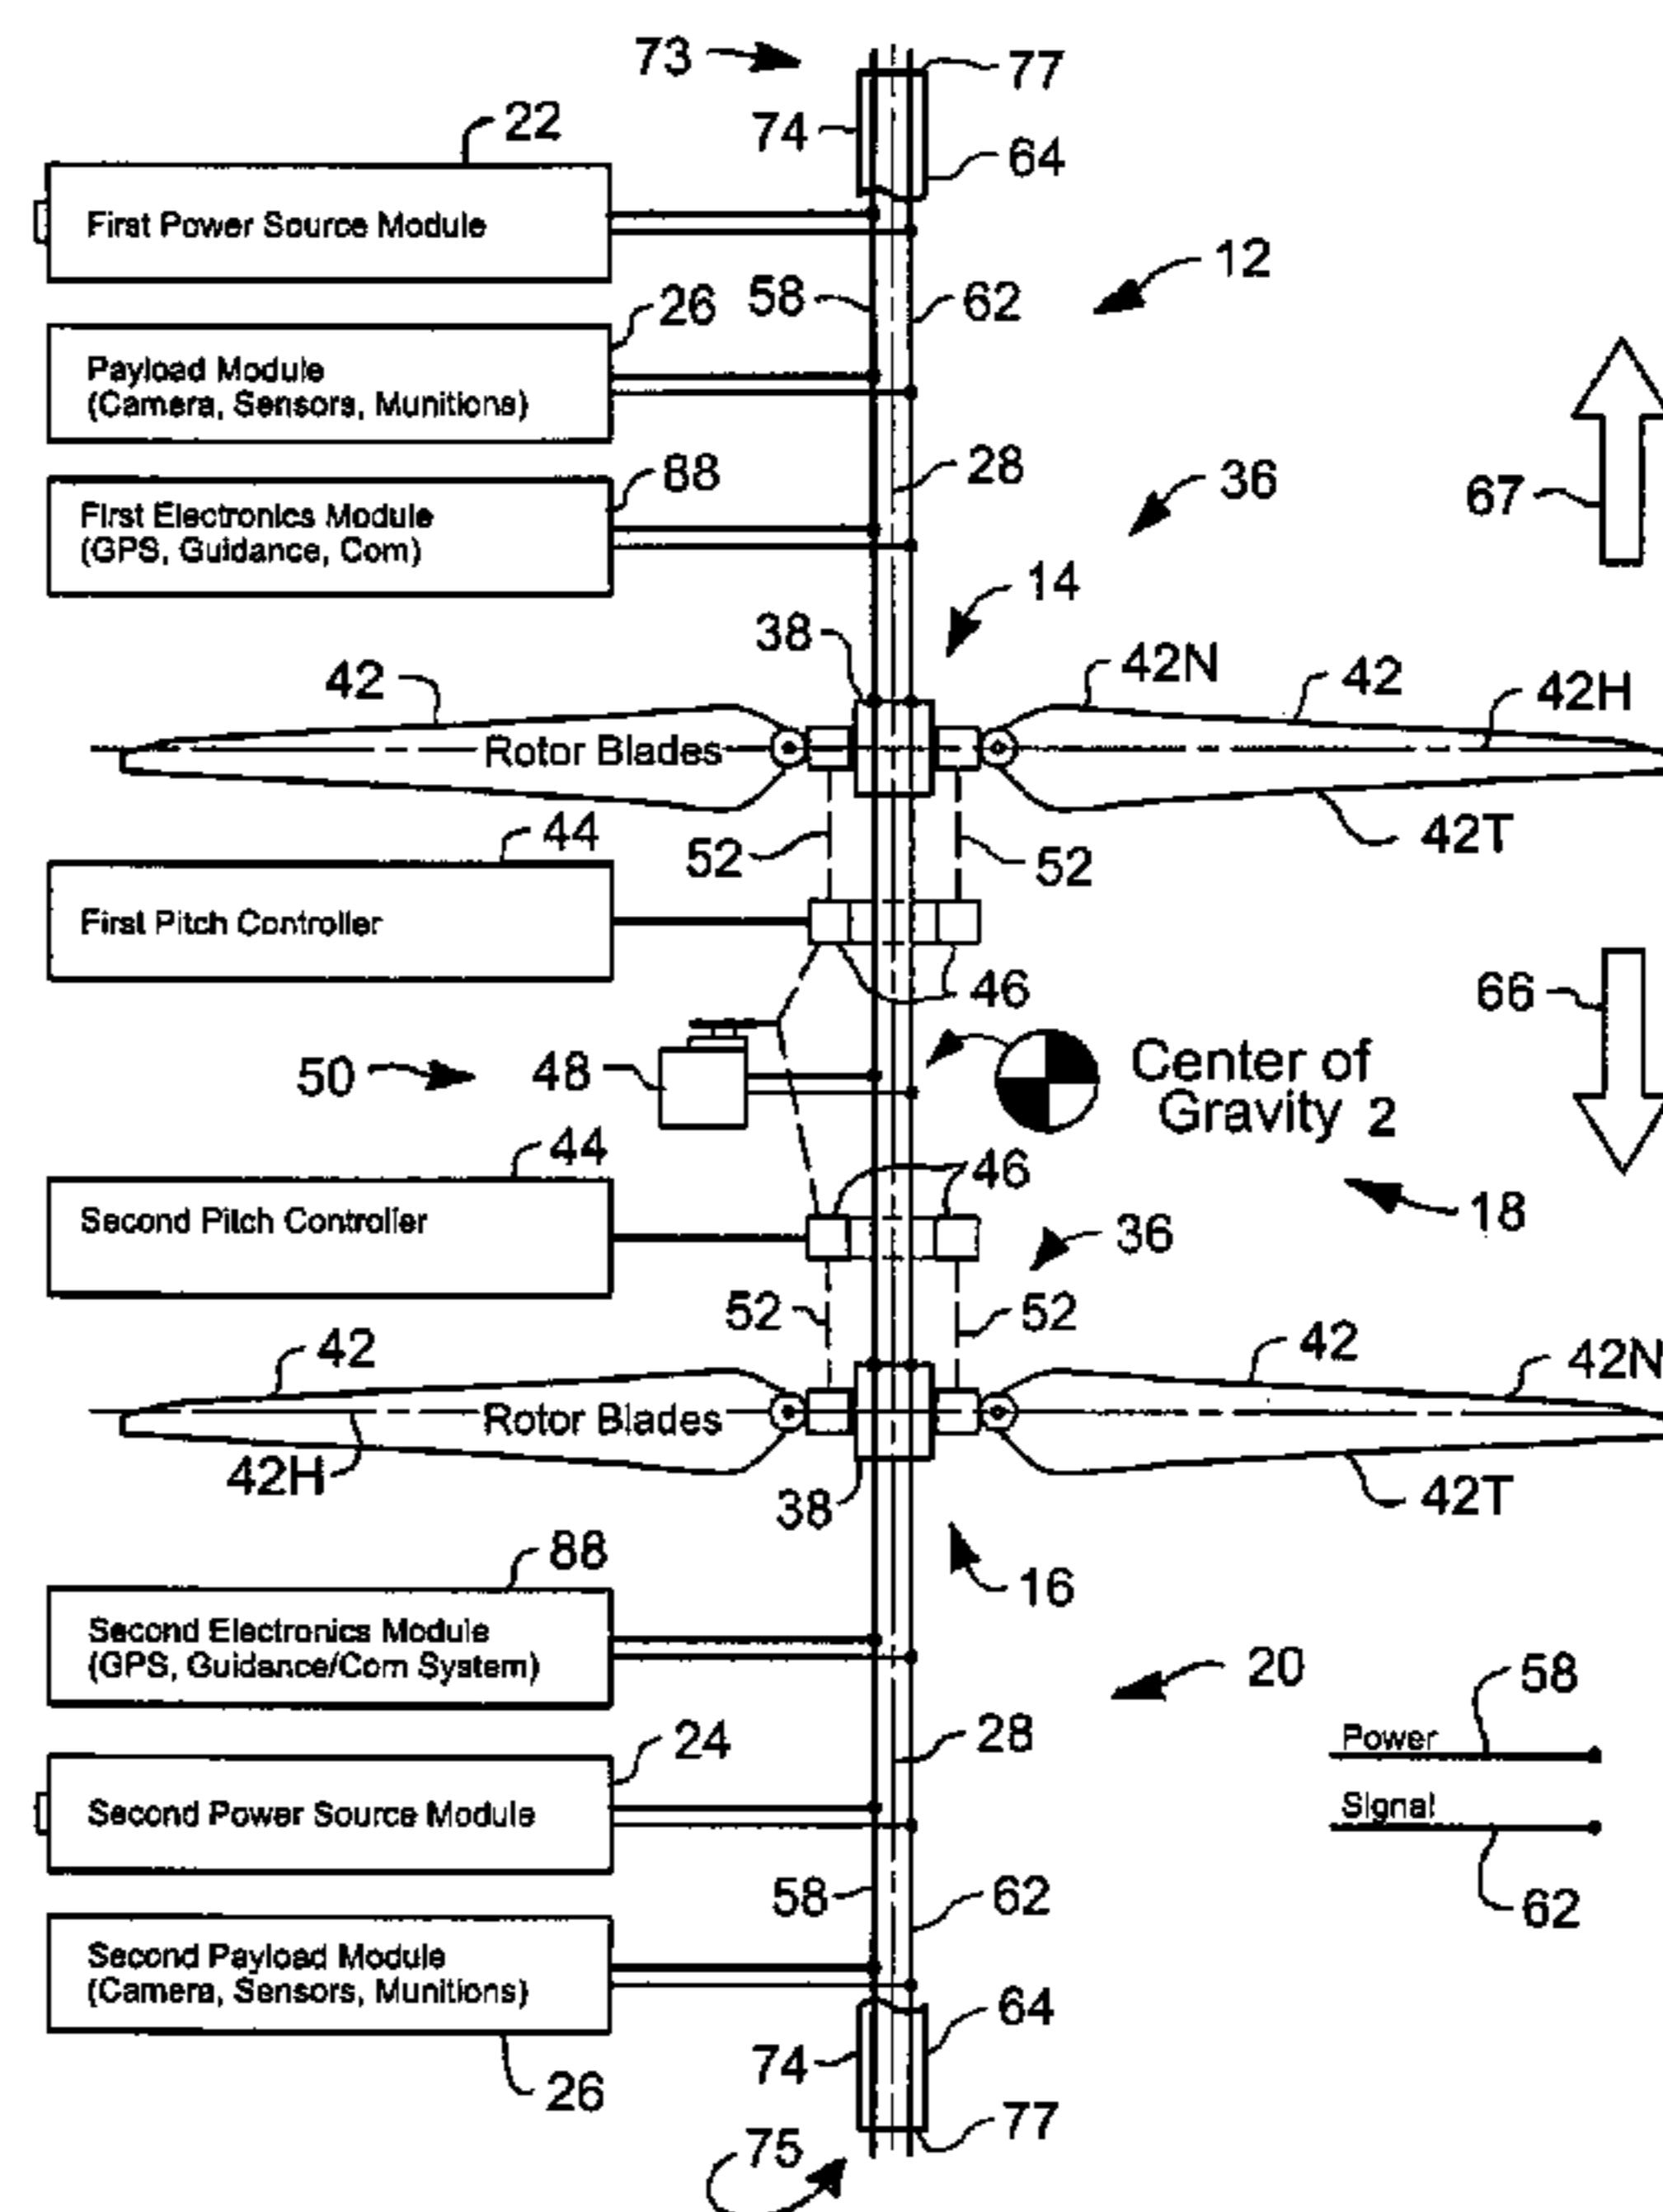 73
77
74
64
22
First Power Source Module
12
26
58
62
Payload Module
(Camera, Sensors, Munitions)
88
28
36
67
First Electronics Module
(GPS, Guidance, Com)
14
38
42
42N
42
42H
Rotor Blades
44
52
52
42T
First Pitch Controller
46
66
50
48
Center of
Gravity 2
44
46
18
Second Pitch Controller
36
52
52
42
42
42N
Rotor Blades
42H
38
42T
88
16
Second Electronics Module
(GPS, Guidance/Com System)
20
58
24
28
Power
Second Power Source Module
Signal
58
62
62
Second Payload Module
(Camera, Sensors, Munitions)
64
74
26
77
75